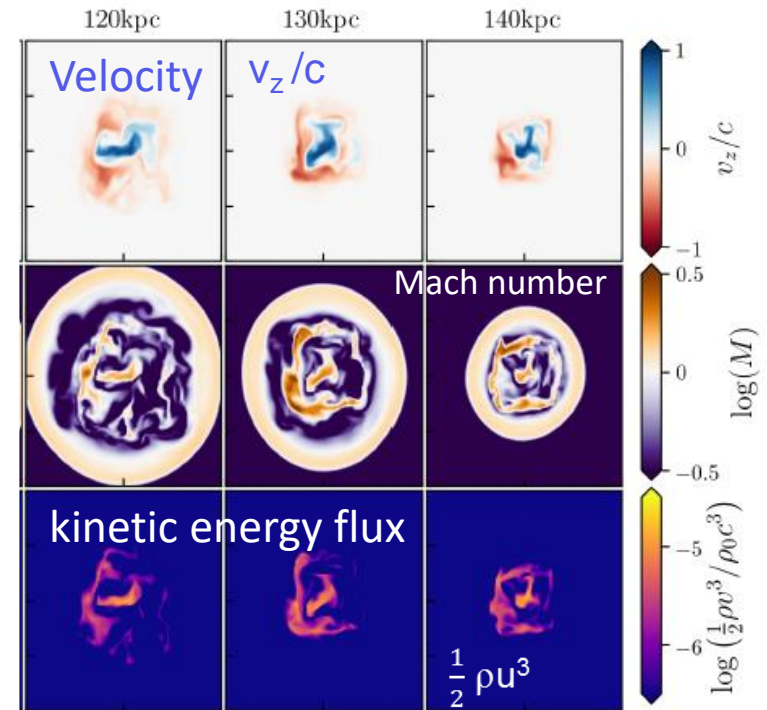 120kpc 130kpc 140kpc
Velocity v_z/c
1
0
−1
v_z/c
Mach number
0.5
0
−0.5
log(M)
kinetic energy flux
−5
−6
log (½ρv³/ρ₀c³)
½ ρu³